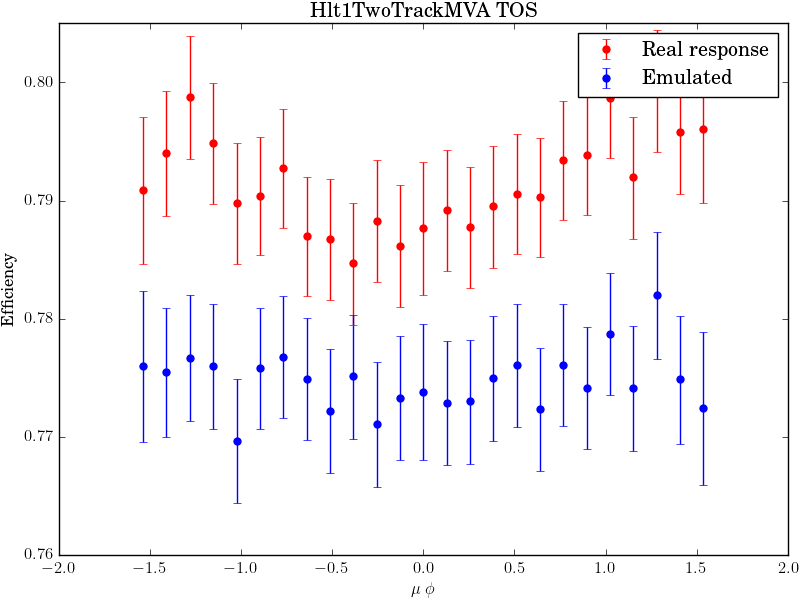 Hlt1TwoTrackMVA TOS
Real response
Emulated
Efficiency
0.80
0.79
0.78
0.77
0.76
−2.0 −1.5 −1.0 −0.5 0.0 0.5 1.0 1.5 2.0
μ ϕ